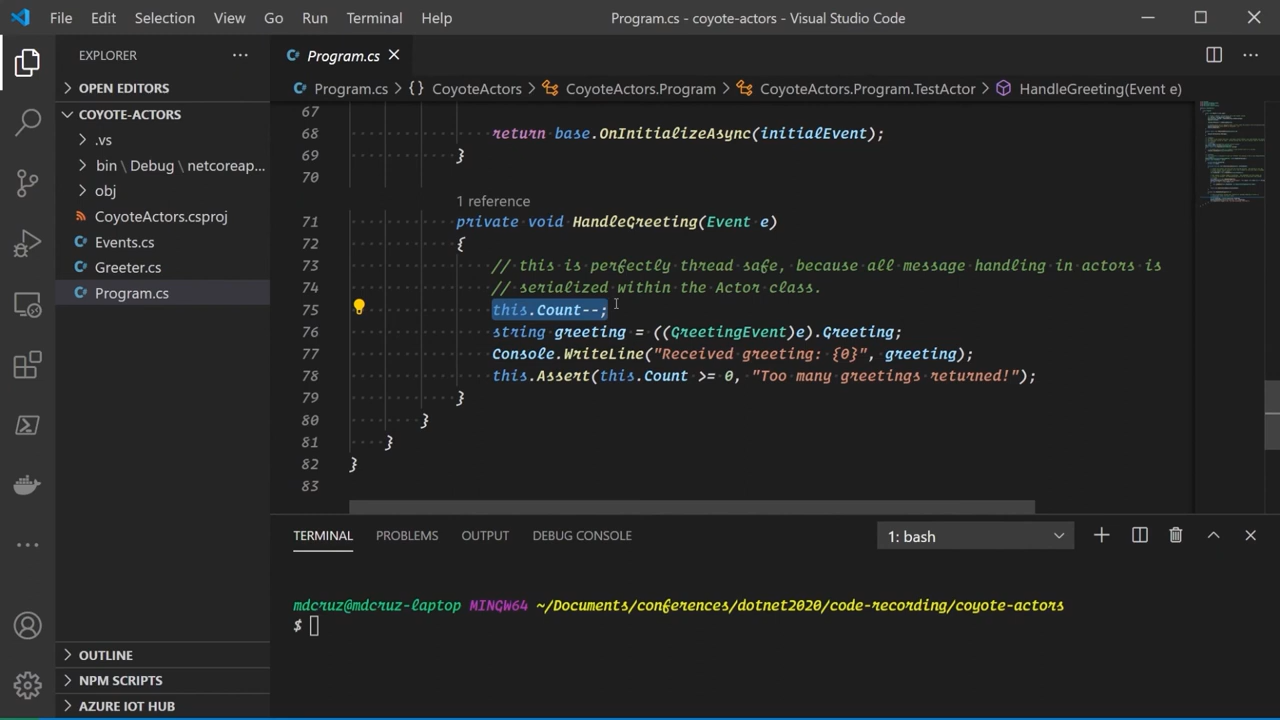 File Edit Selection View Go Run Terminal Help Program.cs - coyote-actors - Visual Studio Code
EXPLORER
OPEN EDITORS
COYOTE-ACTORS
.vs
bin \ Debug \ netcoreap...
obj
CoyoteActors.csproj
Events.cs
Greeter.cs
Program.cs
OUTLINE
NPM SCRIPTS
AZURE IOT HUB
Program.cs
Program.cs > {} CoyoteActors > CoyoteActors.Program > CoyoteActors.Program.TestActor > HandleGreeting(Event e)
67
68 return base.OnInitializeAsync(initialEvent);
69 }
70
1 reference
71 private void HandleGreeting(Event e)
72 {
73 // this is perfectly thread safe, because all message handling in actors is
74 // serialized within the Actor class.
75 this.Count--;
76 string greeting = ((GreetingEvent)e).Greeting;
77 Console.WriteLine("Received greeting: {0}", greeting);
78 this.Assert(this.Count >= 0, "Too many greetings returned!");
79 }
80 }
81 }
82 }
83
TERMINAL PROBLEMS OUTPUT DEBUG CONSOLE 1: bash
mdcruz@mdcruz-laptop MINGW64 ~/Documents/conferences/dotnet2020/code-recording/coyote-actors
$